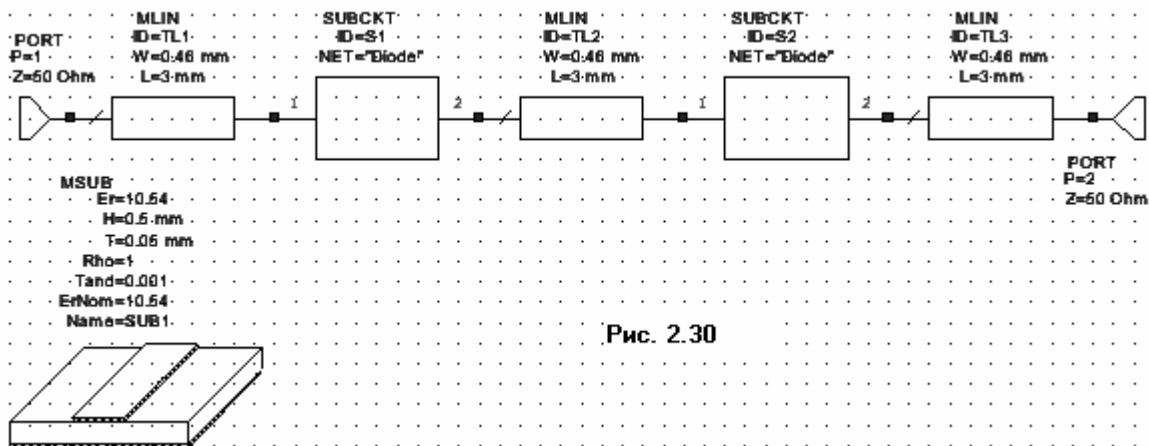 MLIN
ID=TL1
W=0.46 mm
L=3 mm
SUBCKT
ID=S1
NET="Diode"
MLIN
ID=TL2
W=0.46 mm
L=3 mm
SUBCKT
ID=S2
NET="Diode"
MLIN
ID=TL3
W=0.46 mm
L=3 mm
PORT
P=1
Z=50 Ohm
1
2
1
2
PORT
P=2
Z=50 Ohm
MSUB
Er=10.54
H=0.5 mm
T=0.05 mm
Rho=1
Tand=0.001
ErNom=10.54
Name=SUB1
Рис. 2.30